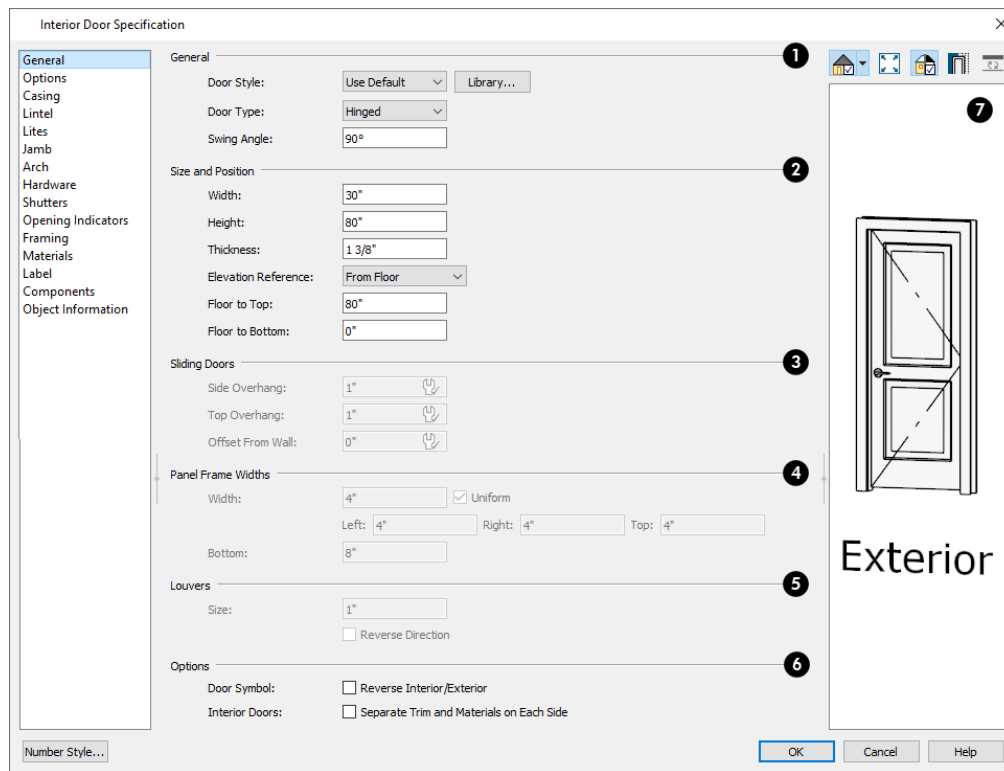 Interior Door Specification
General
Options
Casing
Lintel
Lites
Jamb
Arch
Hardware
Shutters
Opening Indicators
Framing
Materials
Label
Components
Object Information
General 1
Door Style: Use Default Library...
Door Type: Hinged
Swing Angle: 90°
Size and Position 2
Width: 30"
Height: 80"
Thickness: 1 3/8"
Elevation Reference: From Floor
Floor to Top: 80"
Floor to Bottom: 0"
Sliding Doors 3
Side Overhang: 1"
Top Overhang: 1"
Offset From Wall: 0"
Panel Frame Widths 4
Width: 4" Uniform
Left: 4" Right: 4" Top: 4"
Bottom: 8"
Louvers 5
Size: 1"
Reverse Direction
Options 6
Door Symbol: Reverse Interior/Exterior
Interior Doors: Separate Trim and Materials on Each Side
7
Exterior
Number Style... OK Cancel Help